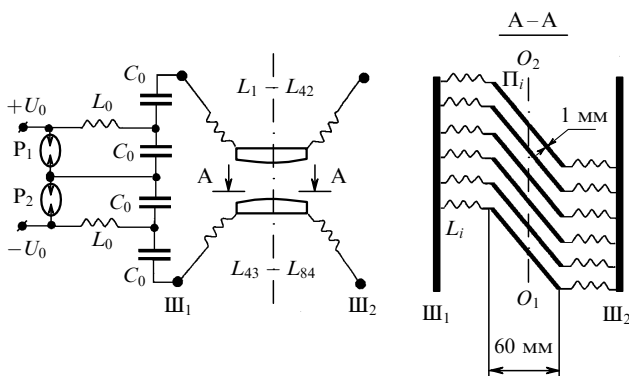 A – A
C₀
L₁ – L₄₂
O₂
Пᵢ
+U₀
L₀
C₀
1 мм
P₁
C₀
A
A
P₂
−U₀
L₀
C₀
L₄₃ – L₈₄
Lᵢ
Ш₁
Ш₂
Ш₁
O₁
Ш₂
60 мм